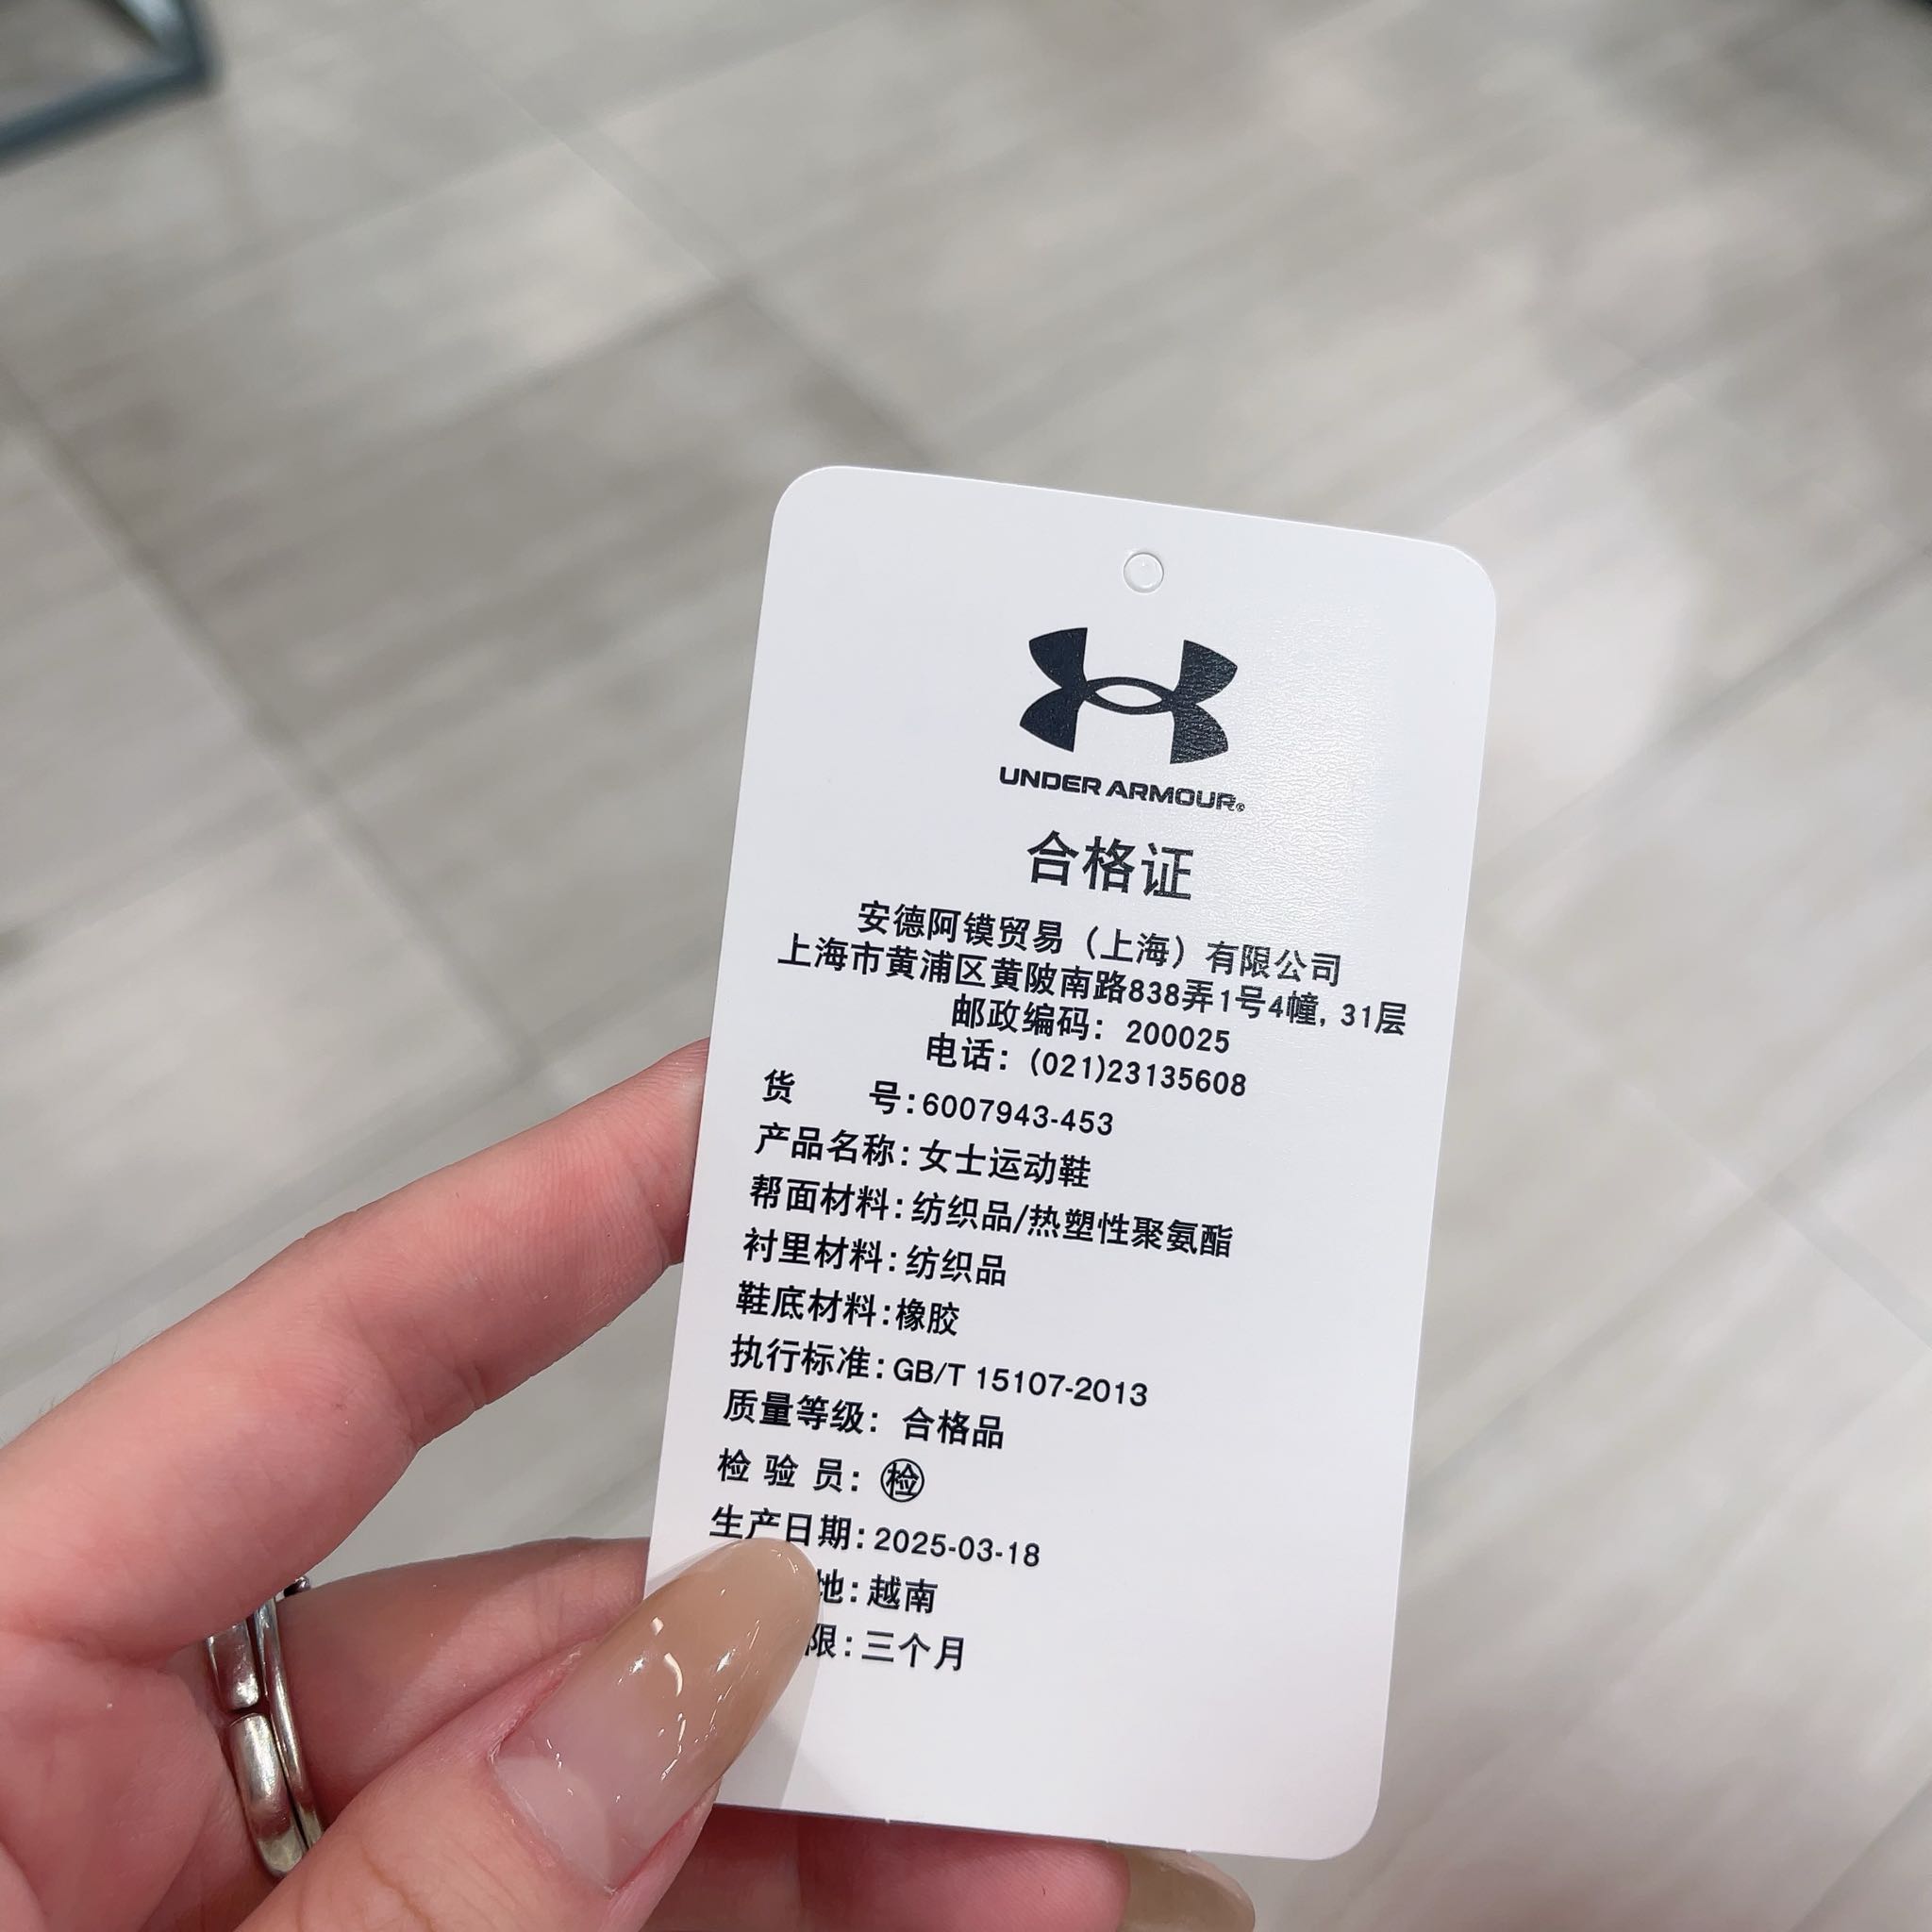 UNDER ARMOUR®
合格证
安德阿镆贸易（上海）有限公司
上海市黄浦区黄陂南路838弄1号4幢, 31层
邮政编码: 200025
电话: (021)23135608
货 号:6007943-453
产品名称:女士运动鞋
帮面材料:纺织品/热塑性聚氨酯
衬里材料:纺织品
鞋底材料:橡胶
执行标准:GB/T 15107-2013
质量等级: 合格品
检 验 员: 检
生产日期:2025-03-18
地:越南
限:三个月